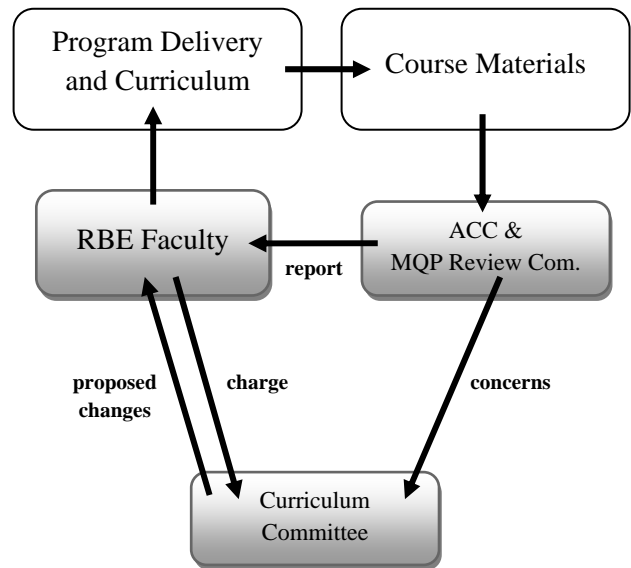 Program Delivery
and Curriculum
Course Materials
RBE Faculty
ACC &
MQP Review Com.
report
proposed
changes
charge
concerns
Curriculum
Committee